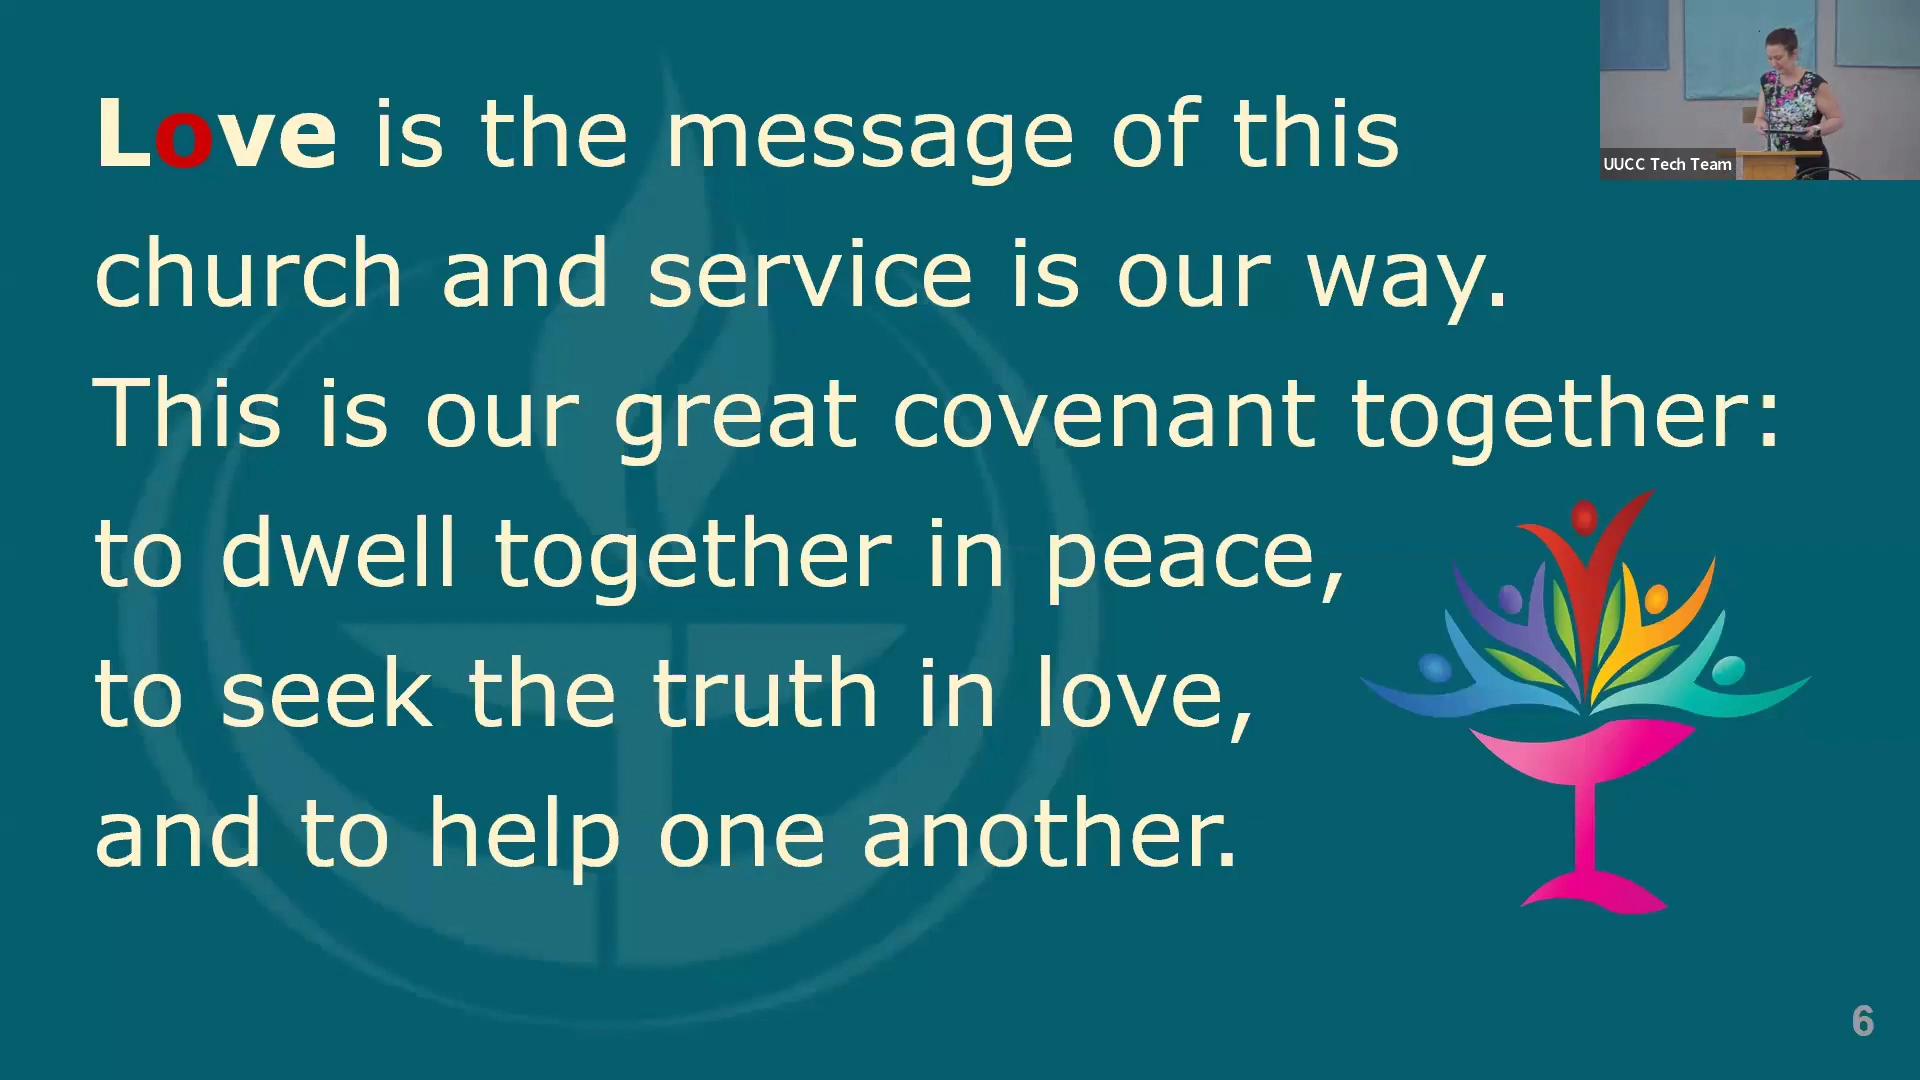 Love is the message of this
church and service is our way.
This is our great covenant together:
to dwell together in peace,
to seek the truth in love,
and to help one another.
UUCC Tech Team
6